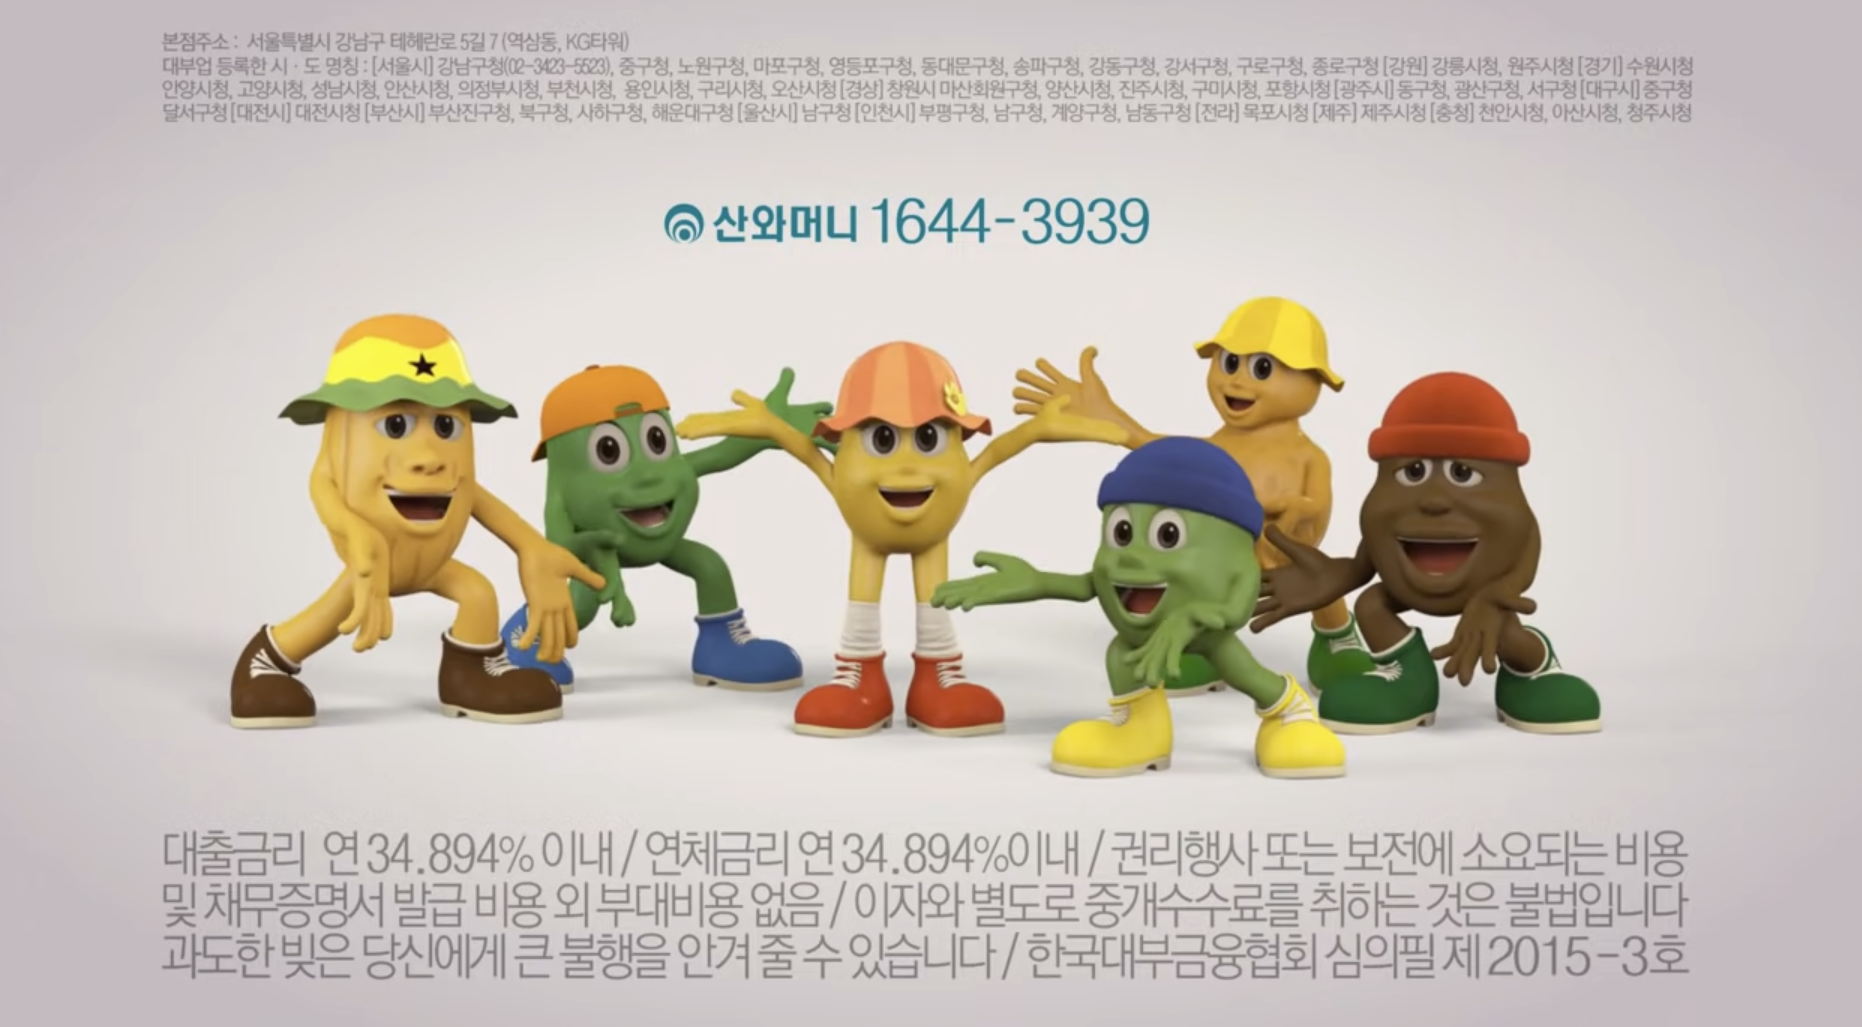 본점주소 : 서울특별시 강남구 테헤란로 5길 7 (역삼동, KG타워)
대부업 등록한 시 · 도 명칭 : [서울시] 강남구청(02-3423-5523), 중구청, 노원구청, 마포구청, 영등포구청, 동대문구청, 송파구청, 강동구청, 강서구청, 구로구청, 종로구청 [강원] 강릉시청, 원주시청 [경기] 수원시청
안양시청, 고양시청, 성남시청, 안산시청, 의정부시청, 부천시청, 용인시청, 구리시청, 오산시청 [경상] 창원시 마산회원구청, 양산시청, 진주시청, 구미시청, 포항시청 [광주시] 동구청, 광산구청, 서구청 [대구시] 중구청
달서구청 [대전시] 대전시청 [부산시] 부산진구청, 북구청, 사하구청, 해운대구청 [울산시] 남구청 [인천시] 부평구청, 남구청, 계양구청, 남동구청 [전라] 목포시청 [제주] 제주시청 [충청] 천안시청, 아산시청, 청주시청
산와머니 1644-3939
대출금리 연 34.894% 이내 / 연체금리 연 34.894%이내 / 권리행사 또는 보전에 소요되는 비용
및 채무증명서 발급 비용 외 부대비용 없음 / 이자와 별도로 중개수수료를 취하는 것은 불법입니다
과도한 빚은 당신에게 큰 불행을 안겨 줄 수 있습니다 / 한국대부금융협회 심의필 제 2015-3호